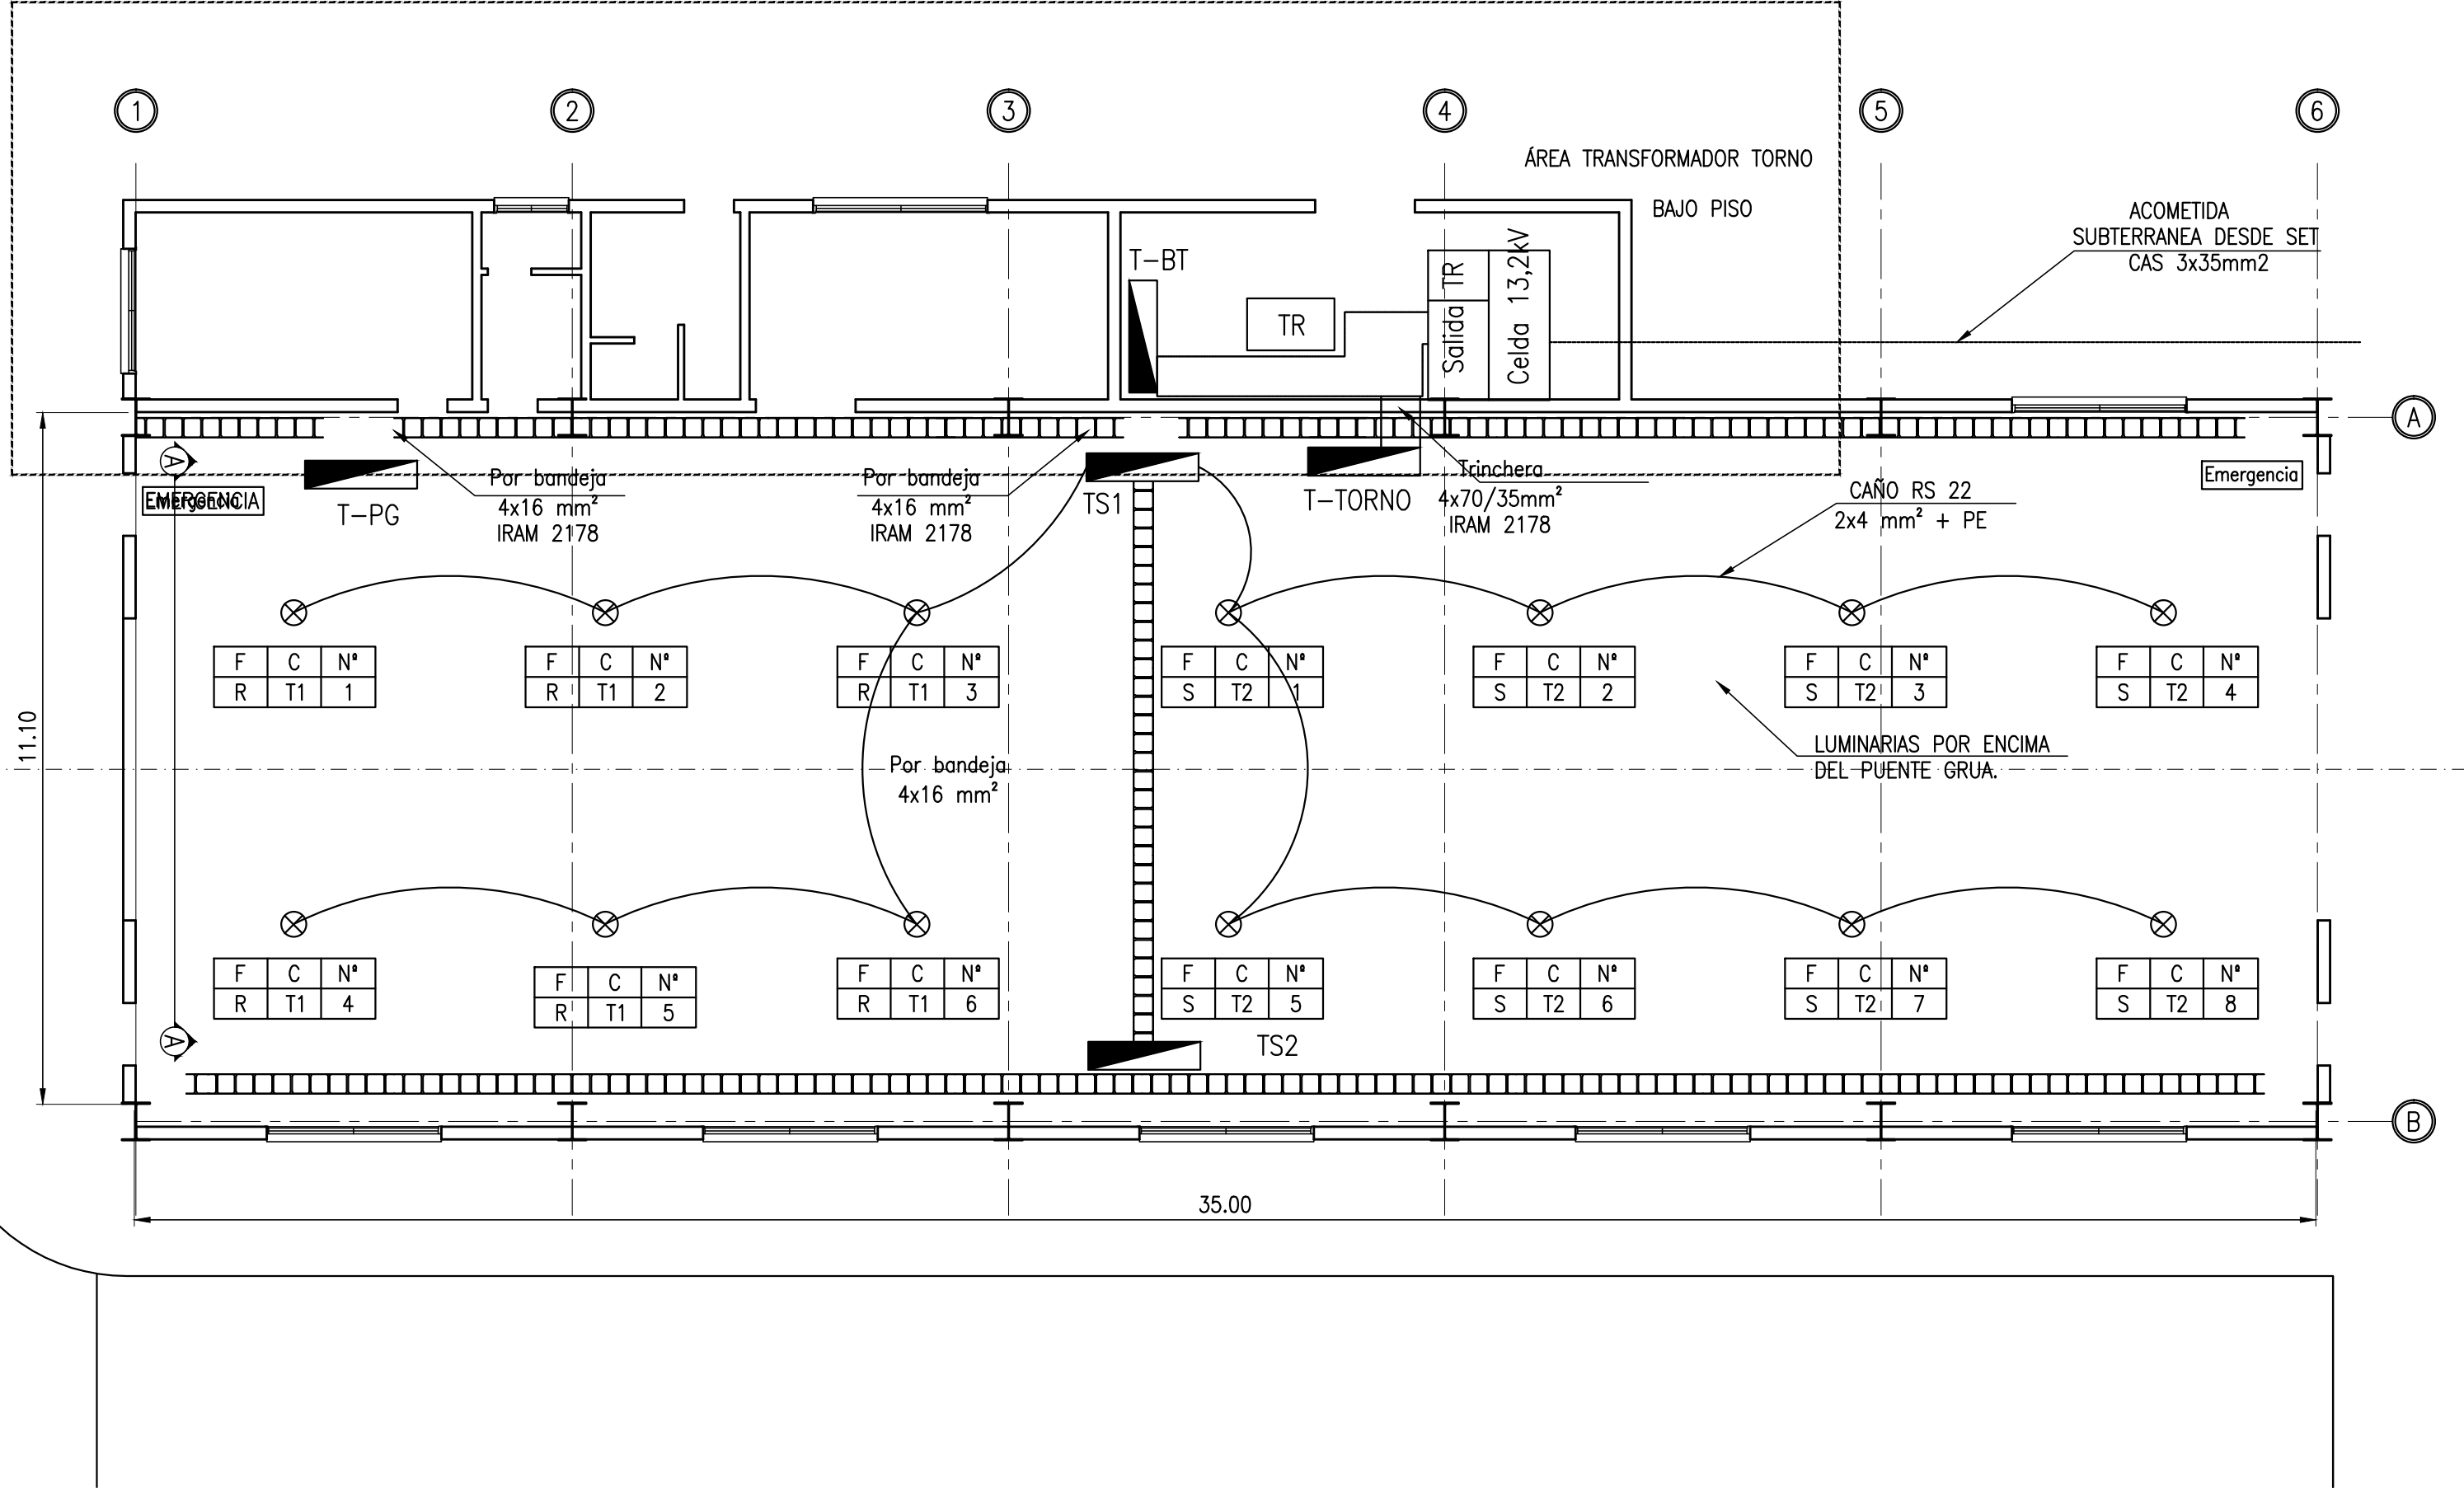 1
2
3
4
5
6
ÁREA TRANSFORMADOR TORNO
BAJO PISO
ACOMETIDA
SUBTERRANEA DESDE SET
CAS 3x35mm2
T-BT
TR
Salida TR
Celda 13,2kV
A
A
Emergencia
EMERGENCIA
Emergencia
T-PG
Por bandeja
4x16 mm²
IRAM 2178
Por bandeja
4x16 mm²
IRAM 2178
TS1
T-TORNO
Trinchera
4x70/35mm²
IRAM 2178
CAÑO RS 22
2x4 mm² + PE
F C Nº
R T1 1
F C Nº
R T1 2
F C Nº
R T1 3
F C Nº
S T2 1
F C Nº
S T2 2
F C Nº
S T2 3
F C Nº
S T2 4
11.10
Por bandeja
4x16 mm²
LUMINARIAS POR ENCIMA
DEL PUENTE GRUA.
F C Nº
R T1 4
F C Nº
R T1 5
F C Nº
R T1 6
F C Nº
S T2 5
F C Nº
S T2 6
F C Nº
S T2 7
F C Nº
S T2 8
A
TS2
B
35.00